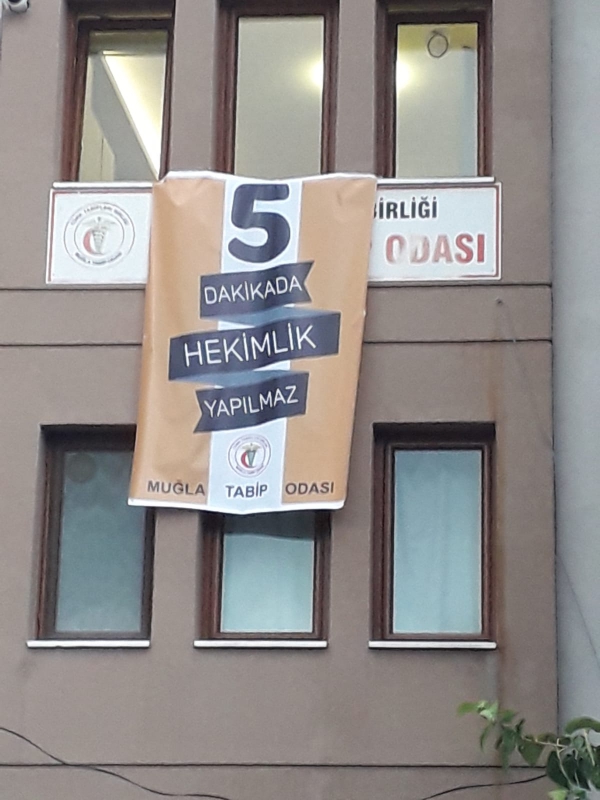 BİRLİĞİ
ODASI
5
DAKİKADA
HEKİMLİK
YAPILMAZ
MUĞLA TABİP ODASI